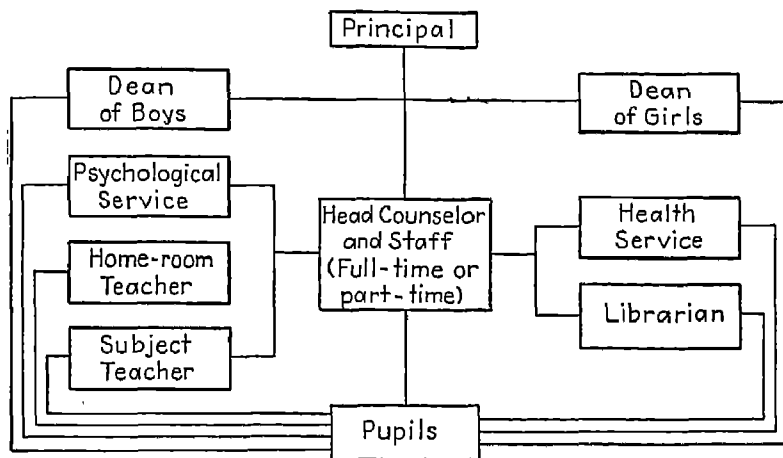 Principal
Dean
of Boys
Dean
of Girls
Psychological
Service
Home-room
Teacher
Subject
Teacher
Head Counselor
and Staff
(Full-time or
part-time)
Health
Service
Librarian
Pupils